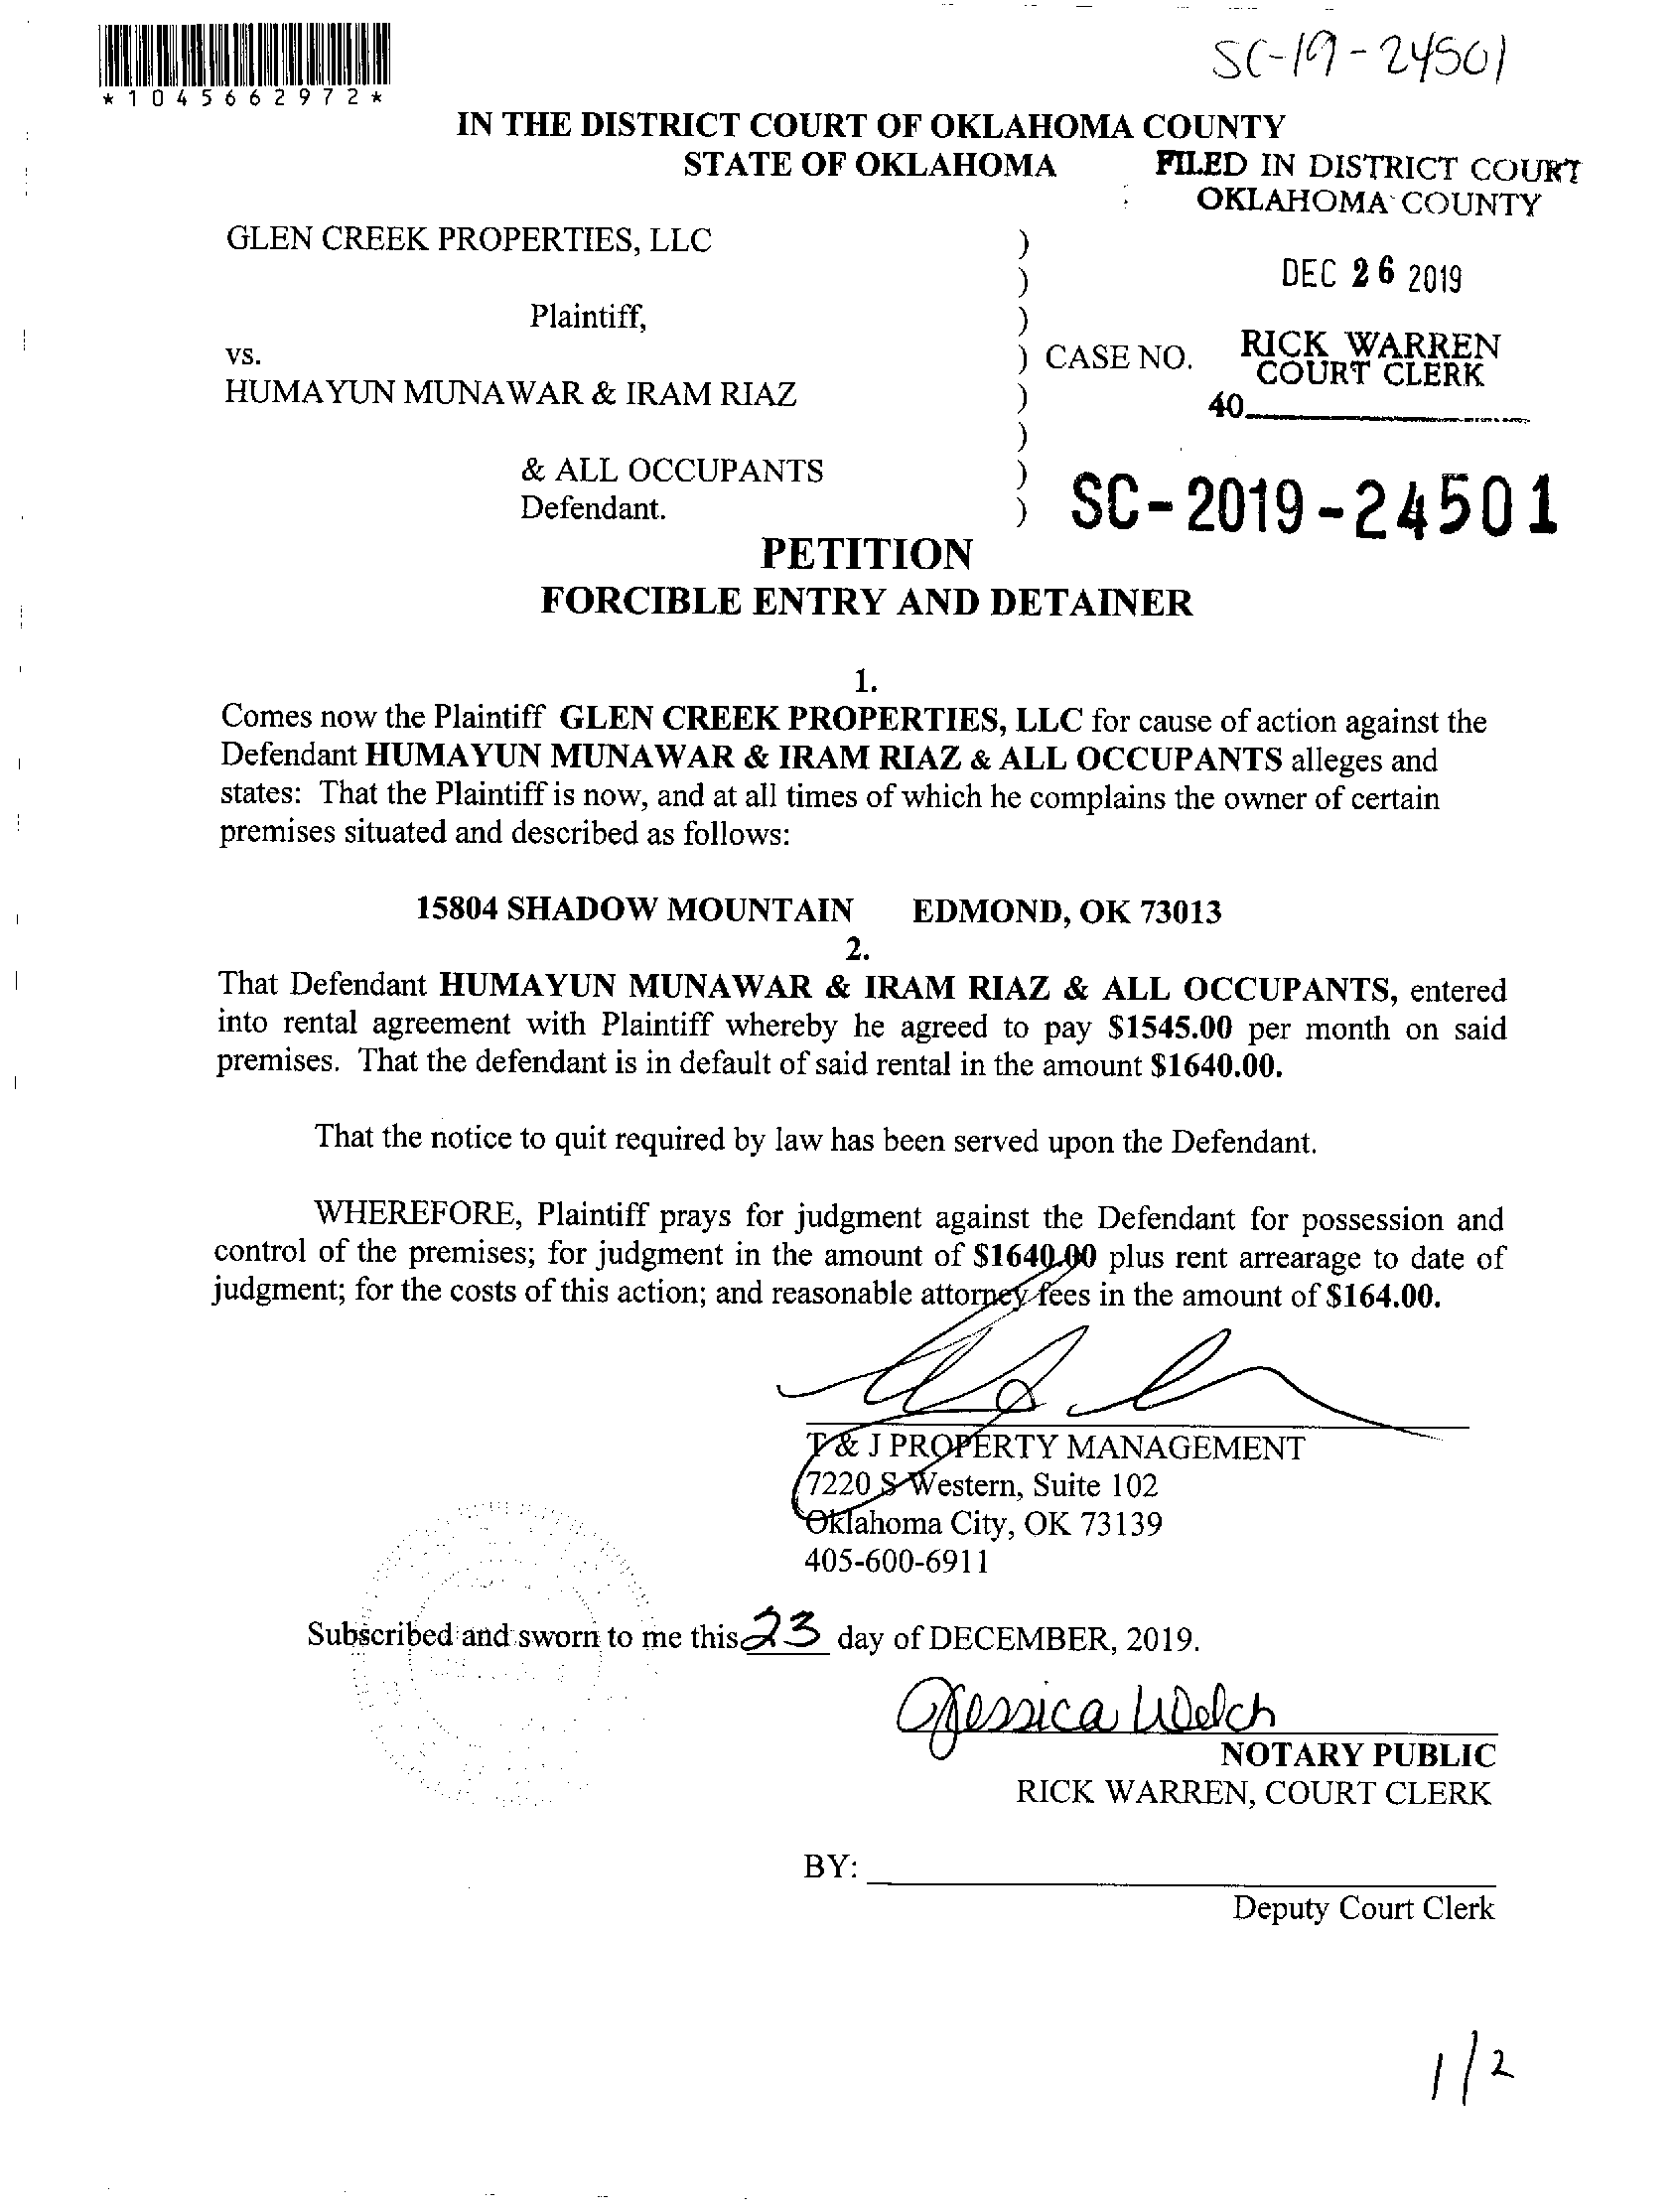 SC-19-24501
*1045662972*
IN THE DISTRICT COURT OF OKLAHOMA COUNTY
STATE OF OKLAHOMA
FILED IN DISTRICT COURT
OKLAHOMA COUNTY
GLEN CREEK PROPERTIES, LLC )
)
DEC 26 2019
Plaintiff, )
vs. ) CASE NO.
RICK WARREN
COURT CLERK
HUMAYUN MUNAWAR & IRAM RIAZ )
40
)
& ALL OCCUPANTS )
Defendant. )
SC-2019-24501
PETITION
FORCIBLE ENTRY AND DETAINER
1.
Comes now the Plaintiff GLEN CREEK PROPERTIES, LLC for cause of action against the
Defendant HUMAYUN MUNAWAR & IRAM RIAZ & ALL OCCUPANTS alleges and
states: That the Plaintiff is now, and at all times of which he complains the owner of certain
premises situated and described as follows:
15804 SHADOW MOUNTAIN EDMOND, OK 73013
2.
That Defendant HUMAYUN MUNAWAR & IRAM RIAZ & ALL OCCUPANTS, entered
into rental agreement with Plaintiff whereby he agreed to pay $1545.00 per month on said
premises. That the defendant is in default of said rental in the amount $1640.00.
That the notice to quit required by law has been served upon the Defendant.
WHEREFORE, Plaintiff prays for judgment against the Defendant for possession and
control of the premises; for judgment in the amount of $1640.00 plus rent arrearage to date of
judgment; for the costs of this action; and reasonable attorney fees in the amount of $164.00.
T & J PROPERTY MANAGEMENT
7220 S Western, Suite 102
Oklahoma City, OK 73139
405-600-6911
Subscribed and sworn to me this 23 day of DECEMBER, 2019.
Jessica Welch
NOTARY PUBLIC
RICK WARREN, COURT CLERK
BY:
Deputy Court Clerk
1/2